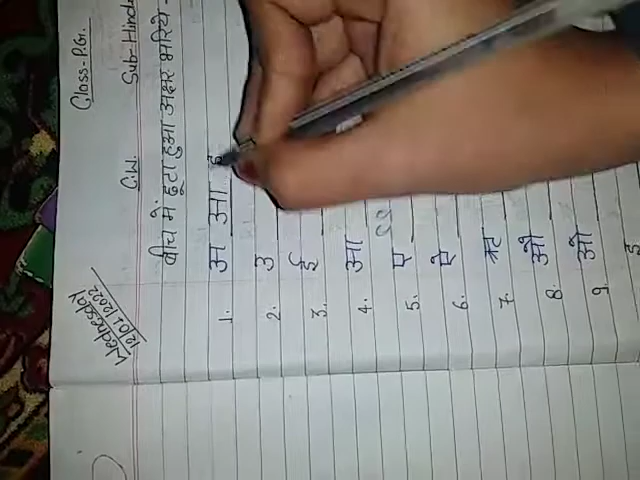 Class-P.G. Sub-Hindi
Wednesday
12/01/2022 C.W.
बीच में छूटा हुआ अक्षर भरिये -
1. अ आ इ
2. उ
3. ई
4. आ
5. ए
6. ऐ
7. ऋ
8. औ
9. ओ